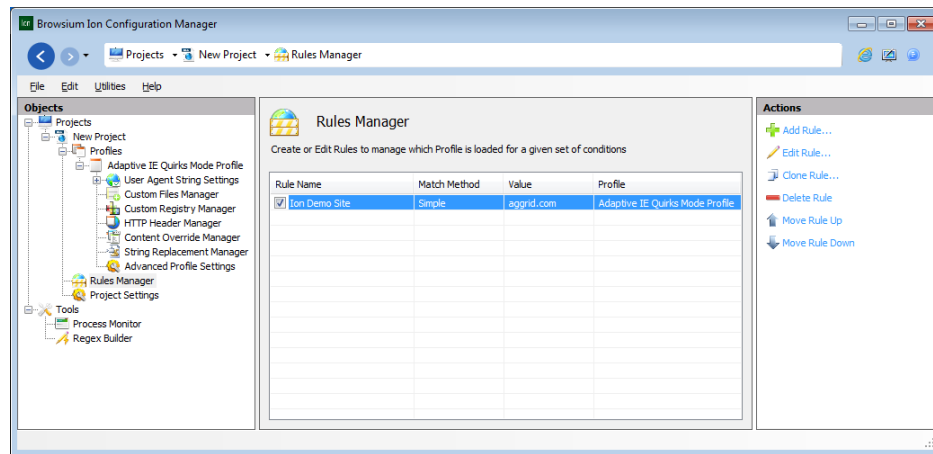 Ion Browsium Ion Configuration Manager
Projects New Project Rules Manager
File Edit Utilities Help
Objects
Projects
New Project
Profiles
Adaptive IE Quirks Mode Profile
User Agent String Settings
Custom Files Manager
Custom Registry Manager
HTTP Header Manager
Content Override Manager
String Replacement Manager
Advanced Profile Settings
Rules Manager
Project Settings
Tools
Process Monitor
Regex Builder
Rules Manager
Create or Edit Rules to manage which Profile is loaded for a given set of conditions
Rule Name Match Method Value Profile
Ion Demo Site Simple aggrid.com Adaptive IE Quirks Mode Profile
Actions
Add Rule...
Edit Rule...
Clone Rule...
Delete Rule
Move Rule Up
Move Rule Down